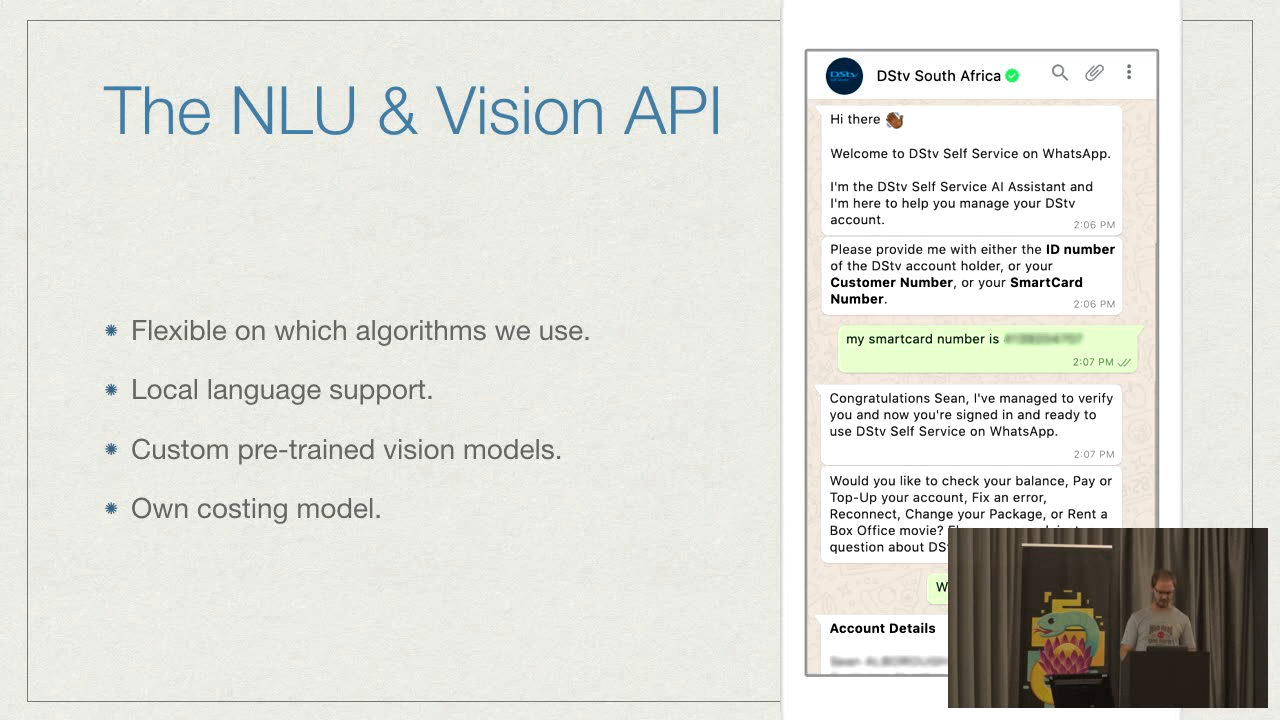 The NLU & Vision API
Flexible on which algorithms we use.
Local language support.
Custom pre-trained vision models.
Own costing model.
DStv
DStv South Africa
Hi there
Welcome to DStv Self Service on WhatsApp.
I'm the DStv Self Service AI Assistant and
I'm here to help you manage your DStv
account.
2:06 PM
Please provide me with either the ID number
of the DStv account holder, or your
Customer Number, or your SmartCard
Number.
2:06 PM
my smartcard number is
2:07 PM
Congratulations Sean, I've managed to verify
you and now you're signed in and ready to
use DStv Self Service on WhatsApp.
2:07 PM
Would you like to check your balance, Pay or
Top-Up your account, Fix an error,
Reconnect, Change your Package, or Rent a
Box Office movie?
question about
W
Account Details